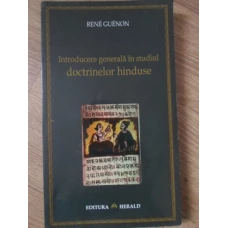 RENÉ GUÉNON
Introducere generală în studiul
doctrinelor hinduse
EDITURA HERALD